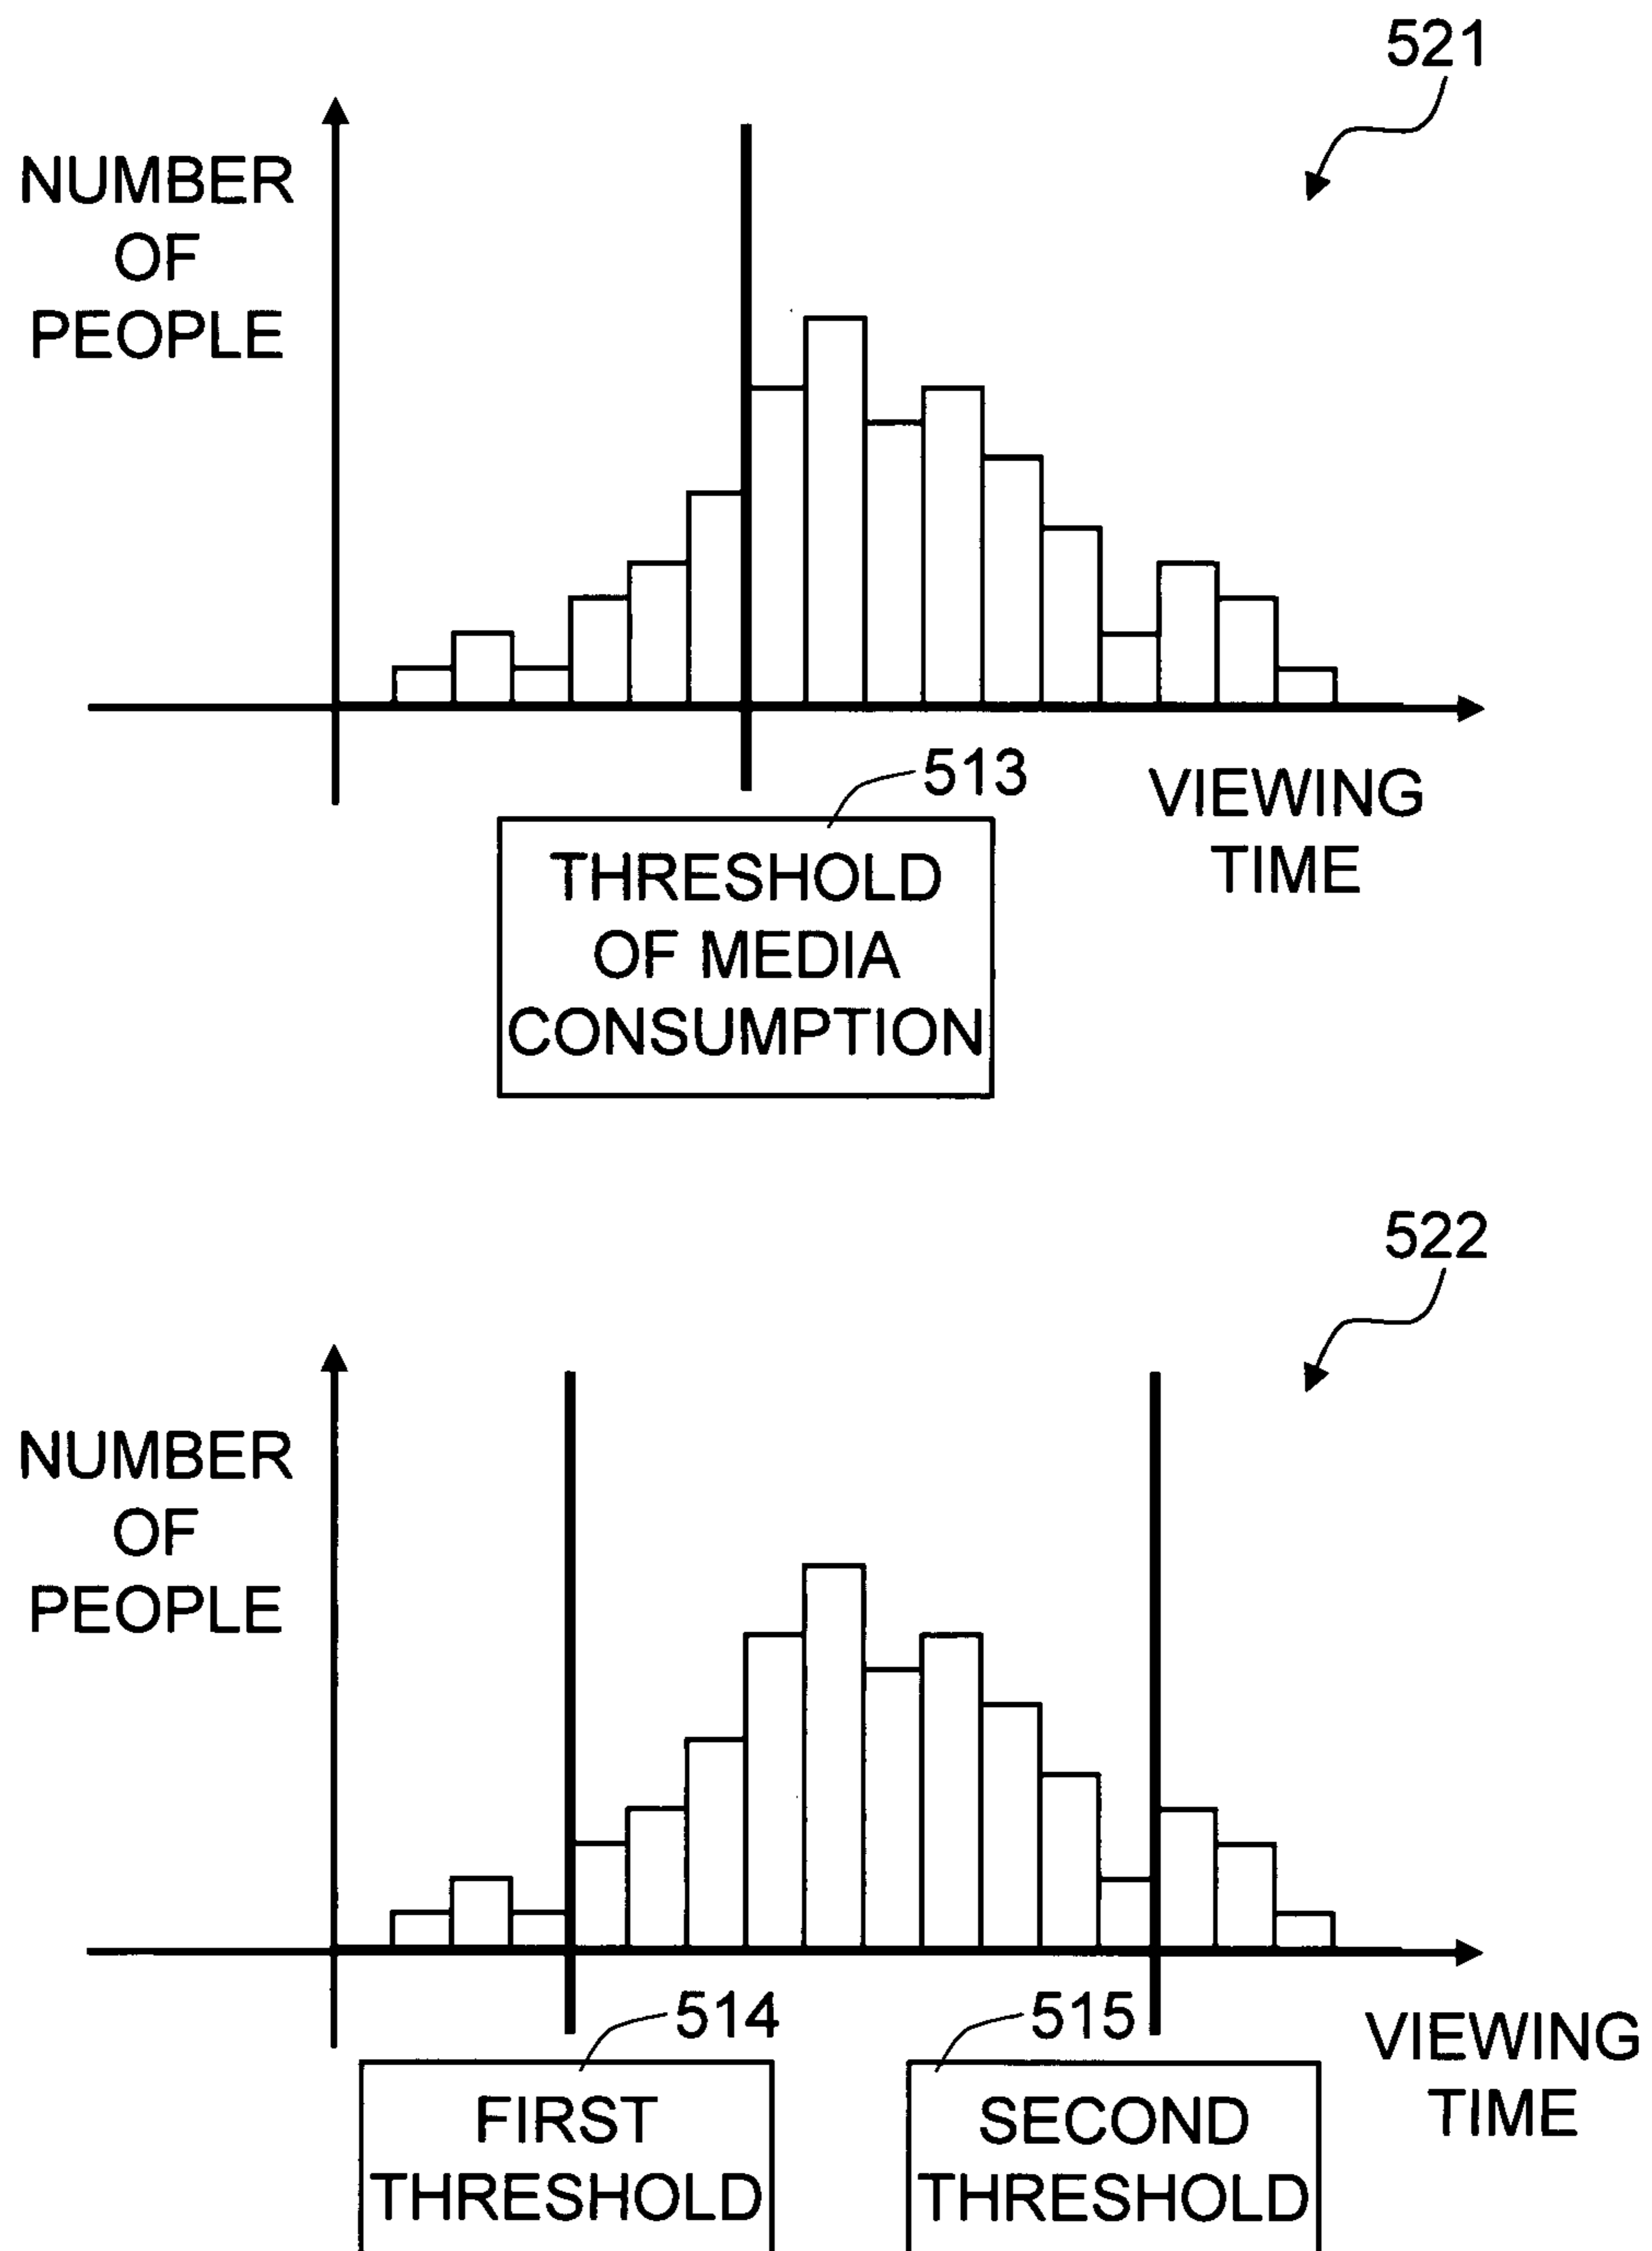 521
NUMBER
OF
PEOPLE
513
VIEWING
TIME
THRESHOLD
OF MEDIA
CONSUMPTION
522
NUMBER
OF
PEOPLE
514
515
VIEWING
TIME
FIRST
THRESHOLD
SECOND
THRESHOLD